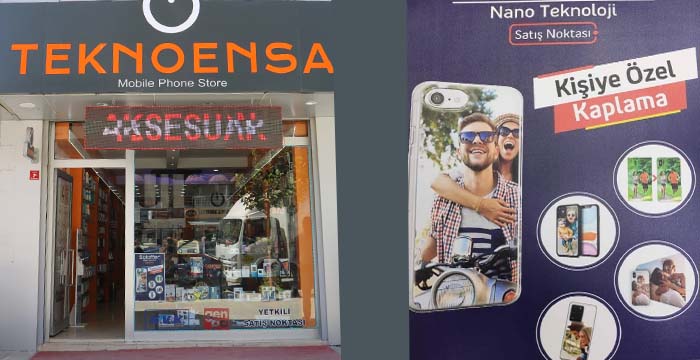 TEKNOENSA
Mobile Phone Store
AKSESUAR
YETKİLİ
SATIŞ NOKTASI
Nano Teknoloji
Satış Noktası
Kişiye Özel
Kaplama